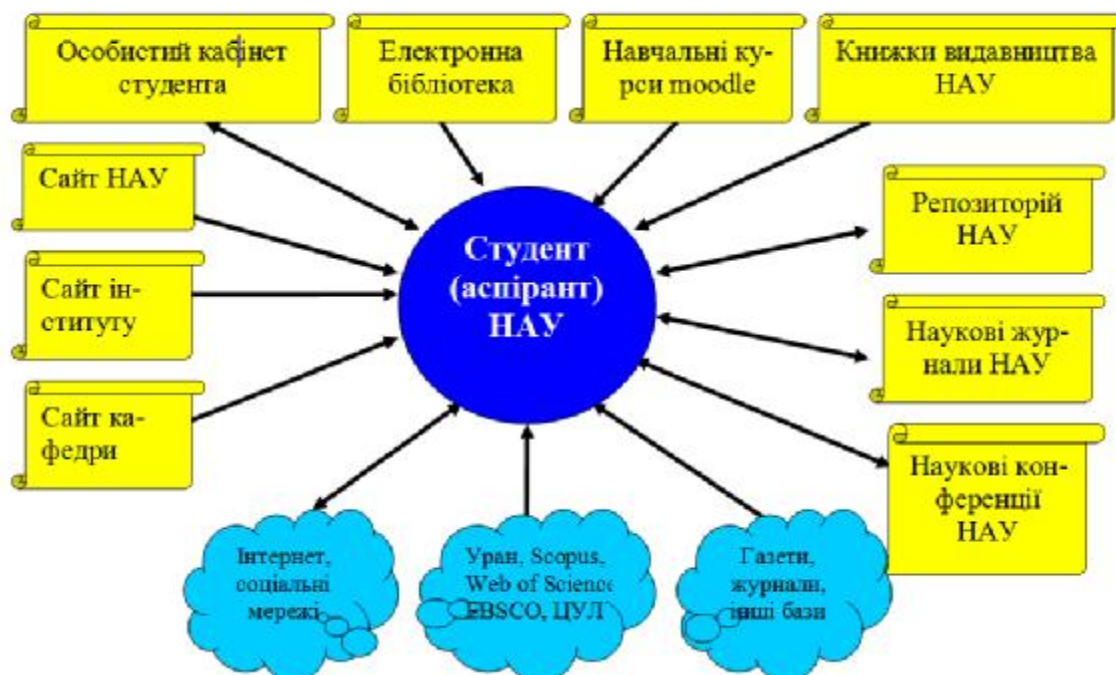 Особистий кабінет
студента
Електронна
бібліотека
Навчальні ку-
рси moodle
Книжки видавництва
НАУ
Сайт НАУ
Сайт ін-
ституту
Сайт ка-
федри
Студент
(аспірант)
НАУ
Репозиторій
НАУ
Наукові жур-
нали НАУ
Наукові кон-
ференції
НАУ
Інтернет,
соціальні
мережі
Уран, Scopus,
Web of Science
EBSCO, ЦУЛ
Газети,
журнали,
інші бази